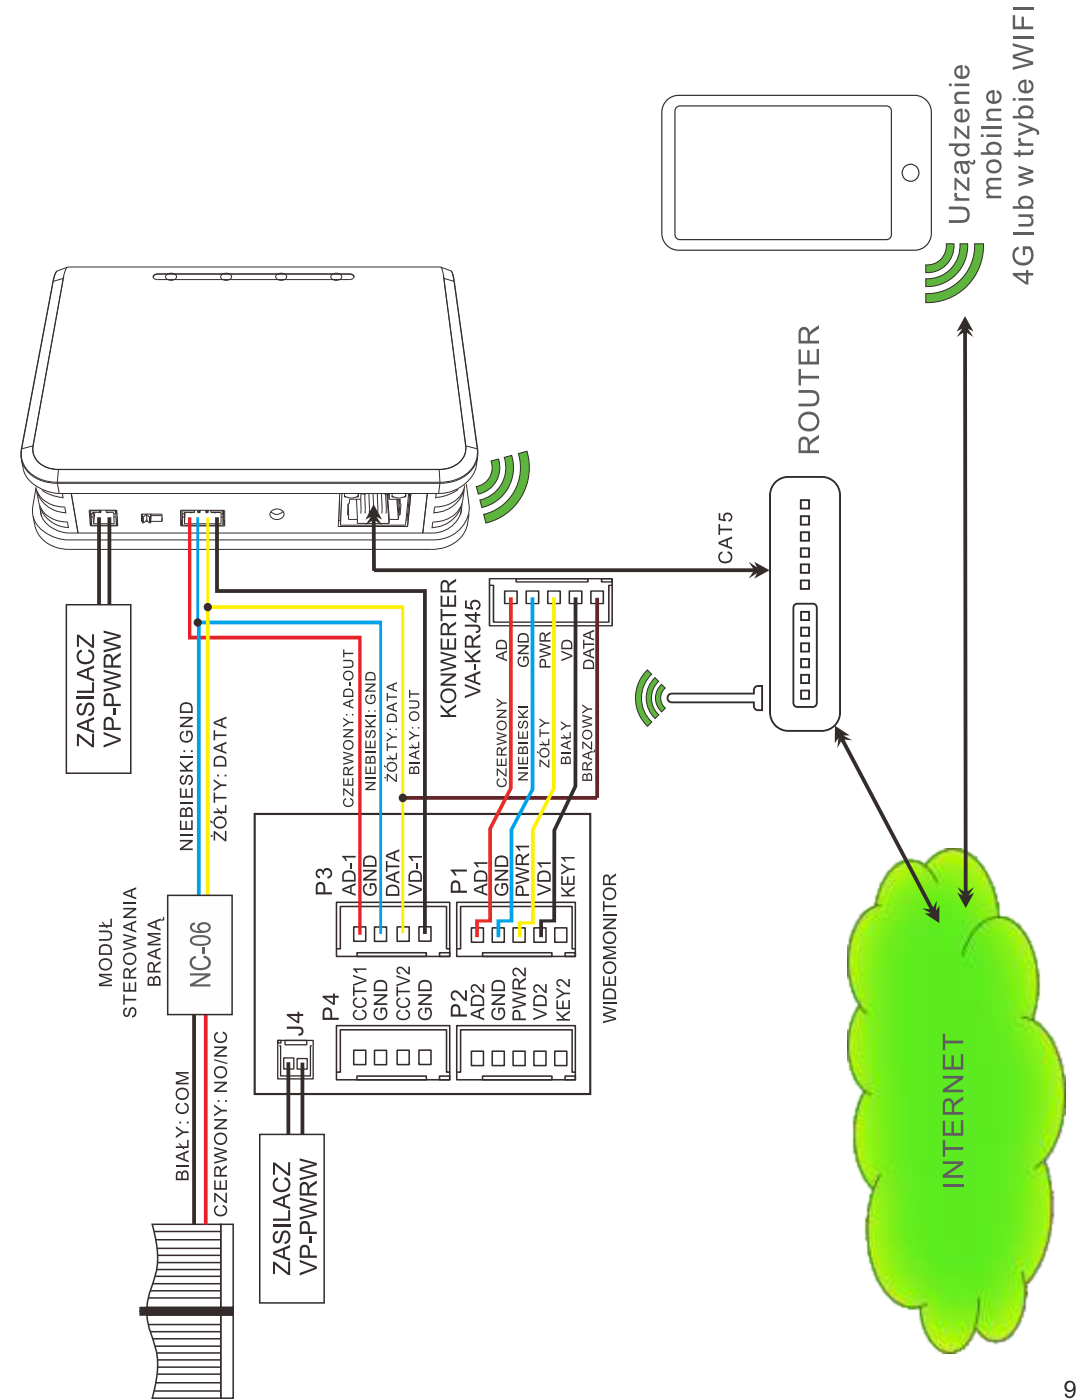 ZASILACZ
VP-PWRW
MODUŁ
STEROWANIA
BRAMĄ
NC-06
NIEBIESKI: GND
ŻÓŁTY: DATA
BIAŁY: COM
CZERWONY: NO/NC
ZASILACZ
VP-PWRW
J4
CZERWONY: AD-OUT
NIEBIESKI: GND
ŻÓŁTY: DATA
BIAŁY: OUT
P3
AD-1
GND
DATA
VD-1
P4
CCTV1
GND
CCTV2
GND
P1
AD1
GND
PWR1
VD1
KEY1
P2
AD2
GND
PWR2
VD2
KEY2
WIDEOMONITOR
KONWERTER
VA-KRJ45
AD
GND
PWR
VD
DATA
CZERWONY
NIEBIESKI
ŻÓŁTY
BIAŁY
BRĄZOWY
CAT5
ROUTER
Urządzenie
mobilne
4G lub w trybie WIFI
INTERNET
9